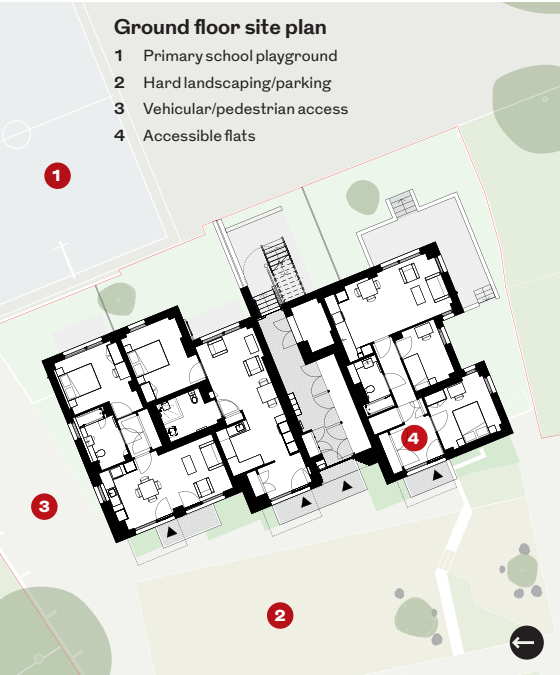 Ground floor site plan
1 Primary school playground
2 Hard landscaping/parking
3 Vehicular/pedestrian access
4 Accessible flats
1
4
3
2